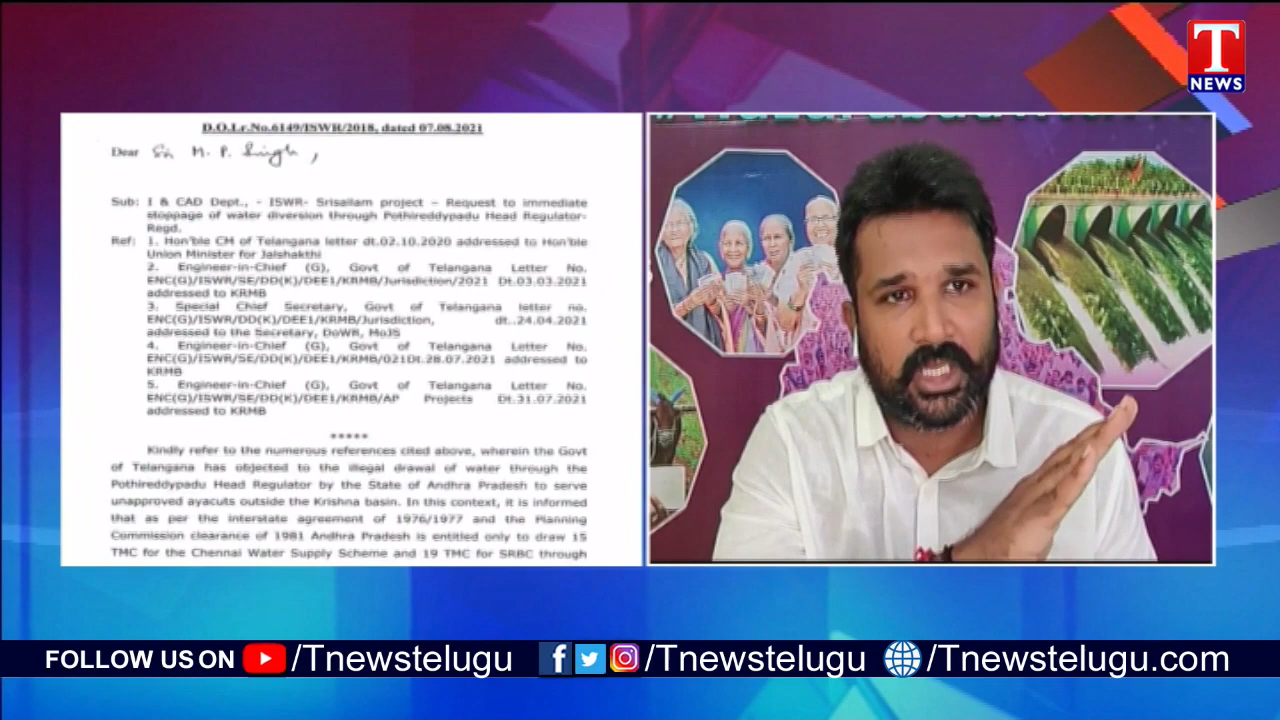 T
NEWS
D.O.Lr.No.6149/ISWR/2018, dated 07.08.2021
Dear Sri M. P. Singh,
Sub: I & CAD Dept., - ISWR- Srisailam project – Request to immediate
stoppage of water diversion through Pothireddypadu Head Regulator-
Regd.
Ref: 1. Hon'ble CM of Telangana letter dt.02.10.2020 addressed to Hon'ble
Union Minister for Jalshakthi
2. Engineer-in-Chief (G), Govt of Telangana Letter No.
ENC(G)/ISWR/SE/DD(K)/DEE1/KRMB/Jurisdiction/2021 Dt.03.03.2021
addressed to KRMB
3. Special Chief Secretary, Govt of Telangana letter no.
ENC(G)/ISWR/DD(K)/DEE1/KRMB/Jurisdiction, dt..24.04.2021
addressed to the Secretary, DoWR, MoJS
4. Engineer-in-Chief (G), Govt of Telangana Letter No.
ENC(G)/ISWR/SE/DD(K)/DEE1/KRMB/021Dt.28.07.2021 addressed to
KRMB
5. Engineer-in-Chief (G), Govt of Telangana Letter No.
ENC(G)/ISWR/SE/DD(K)/DEE1/KRMB/AP Projects Dt.31.07.2021
addressed to KRMB
*****
Kindly refer to the numerous references cited above, wherein the Govt
of Telangana has objected to the illegal drawal of water through the
Pothireddypadu Head Regulator by the State of Andhra Pradesh to serve
unapproved ayacuts outside the Krishna basin. In this context, it is informed
that as per the interstate agreement of 1976/1977 and the Planning
Commission clearance of 1981 Andhra Pradesh is entitled only to draw 15
TMC for the Chennai Water Supply Scheme and 19 TMC for SRBC through
FOLLOW US ON /Tnewstelugu /Tnewstelugu /Tnewstelugu.com